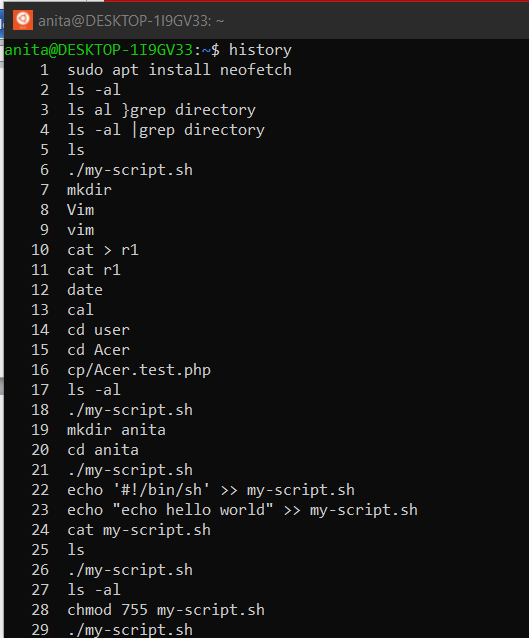 anita@DESKTOP-1I9GV33: ~
anita@DESKTOP-1I9GV33:~$ history
1 sudo apt install neofetch
2 ls -al
3 ls al }grep directory
4 ls -al |grep directory
5 ls
6 ./my-script.sh
7 mkdir
8 Vim
9 vim
10 cat > r1
11 cat r1
12 date
13 cal
14 cd user
15 cd Acer
16 cp/Acer.test.php
17 ls -al
18 ./my-script.sh
19 mkdir anita
20 cd anita
21 ./my-script.sh
22 echo '#!/bin/sh' >> my-script.sh
23 echo "echo hello world" >> my-script.sh
24 cat my-script.sh
25 ls
26 ./my-script.sh
27 ls -al
28 chmod 755 my-script.sh
29 ./my-script.sh